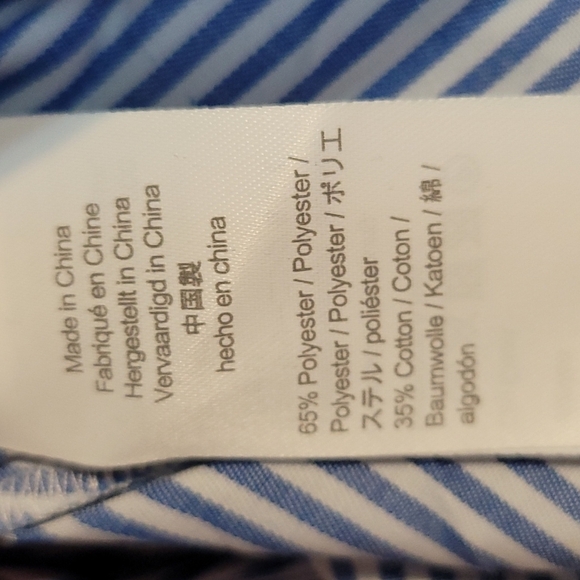 Made in China
Fabriqué en Chine
Hergestellt in China
Vervaardigd in China
中国製
hecho en china
65% Polyester / Polyester /
Polyester / Polyester / ポリエ
ステル / poliéster
35% Cotton / Coton /
Baumwolle / Katoen / 綿 /
algodón